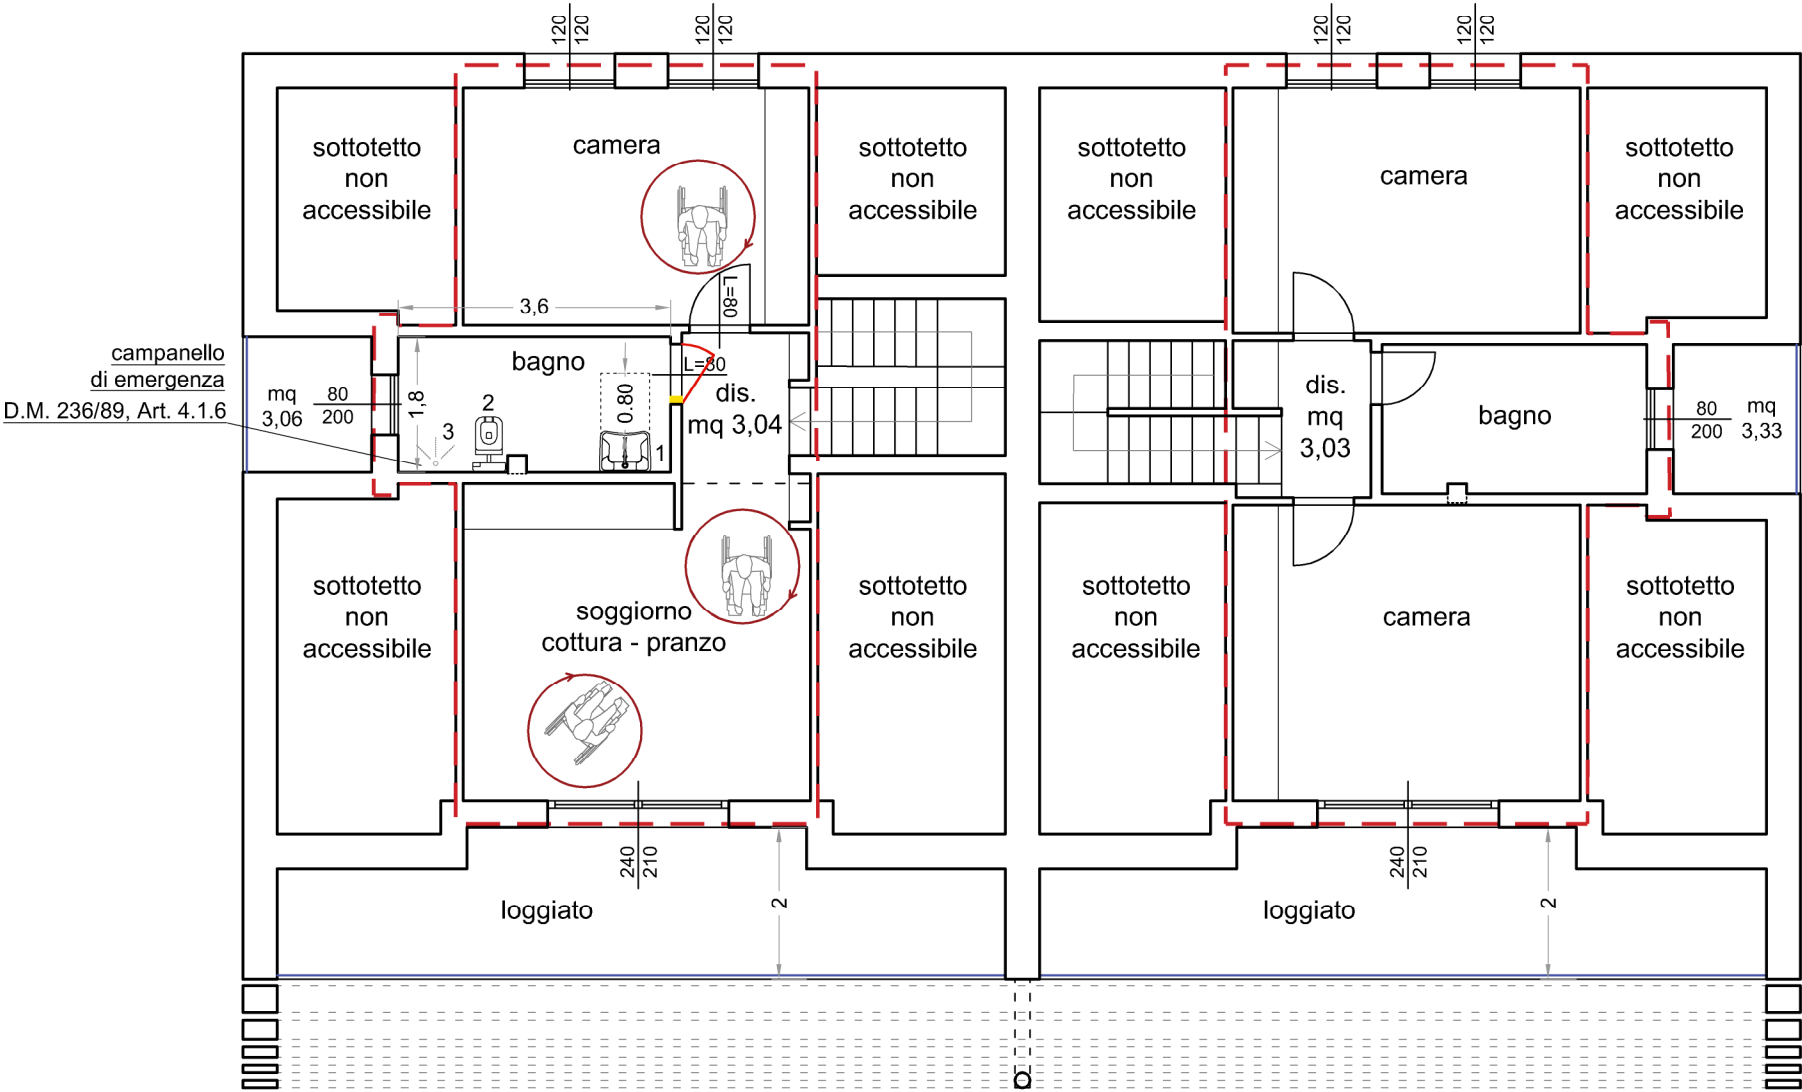 120
120
120
120
120
120
120
120
sottotetto
non
accessibile
camera
sottotetto
non
accessibile
sottotetto
non
accessibile
camera
sottotetto
non
accessibile
L=80
3,6
campanello
di emergenza
D.M. 236/89, Art. 4.1.6
mq
3,06
80
200
1,8
bagno
2
3
0.80
1
L=80
dis.
mq 3,04
dis.
mq
3,03
bagno
80
200
mq
3,33
sottotetto
non
accessibile
soggiorno
cottura - pranzo
sottotetto
non
accessibile
sottotetto
non
accessibile
camera
sottotetto
non
accessibile
240
210
240
210
loggiato
2
loggiato
2